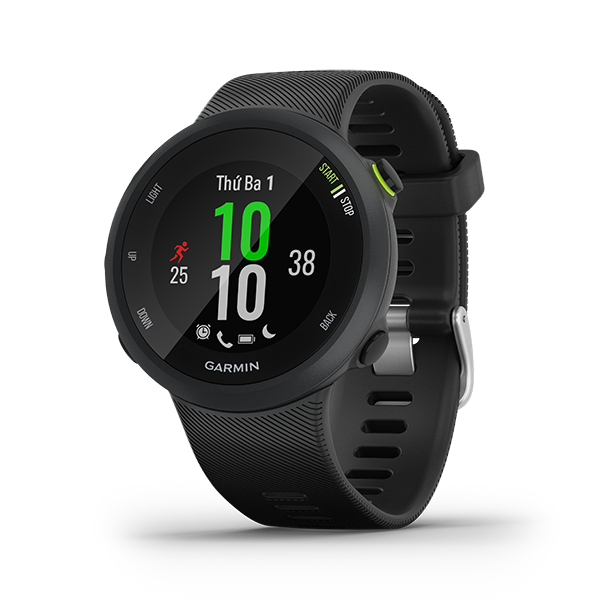 Thứ Ba 1
LIGHT
START
STOP
10
UP
25
38
10
DOWN
BACK
GARMIN